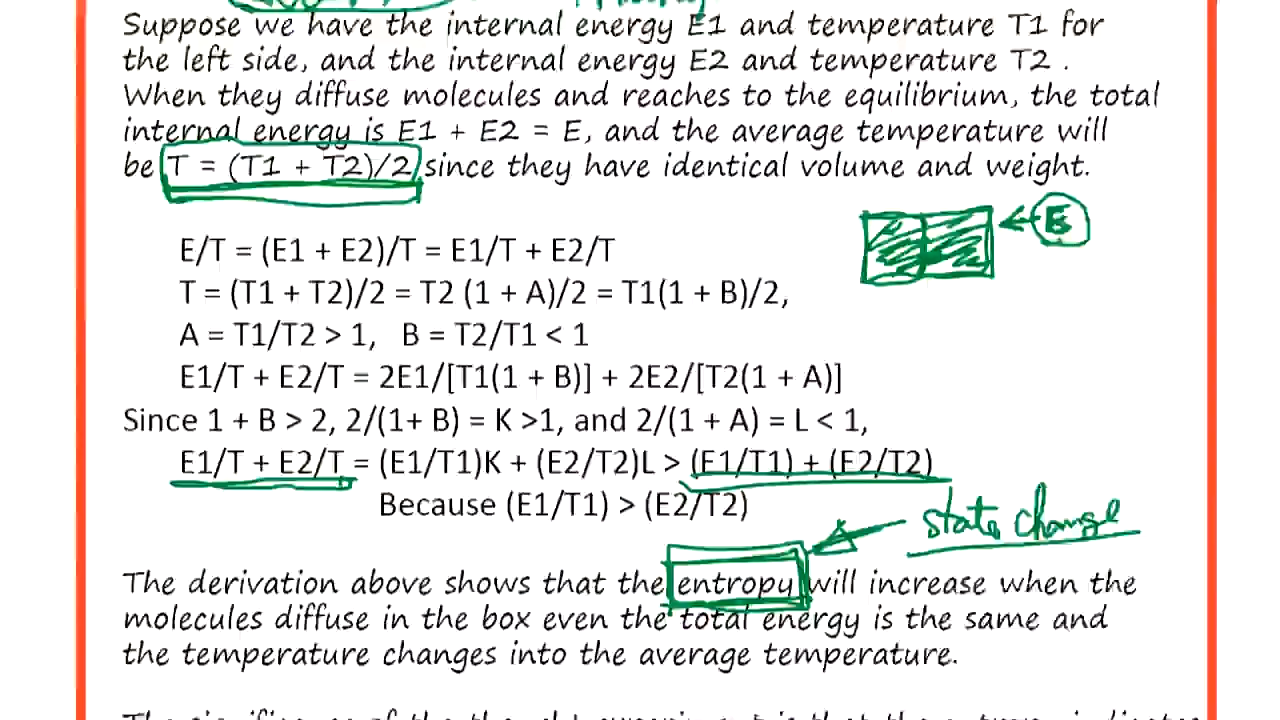 Suppose we have the internal energy E1 and temperature T1 for
the left side, and the internal energy E2 and temperature T2 .
When they diffuse molecules and reaches to the equilibrium, the total
internal energy is E1 + E2 = E, and the average temperature will
be T = (T1 + T2)/2 since they have identical volume and weight.
E
E/T = (E1 + E2)/T = E1/T + E2/T
T = (T1 + T2)/2 = T2 (1 + A)/2 = T1(1 + B)/2,
A = T1/T2 > 1, B = T2/T1 < 1
E1/T + E2/T = 2E1/[T1(1 + B)] + 2E2/[T2(1 + A)]
Since 1 + B > 2, 2/(1+ B) = K >1, and 2/(1 + A) = L < 1,
E1/T + E2/T = (E1/T1)K + (E2/T2)L > (E1/T1) + (E2/T2)
Because (E1/T1) > (E2/T2)
state change
The derivation above shows that the entropy will increase when the
molecules diffuse in the box even the total energy is the same and
the temperature changes into the average temperature.